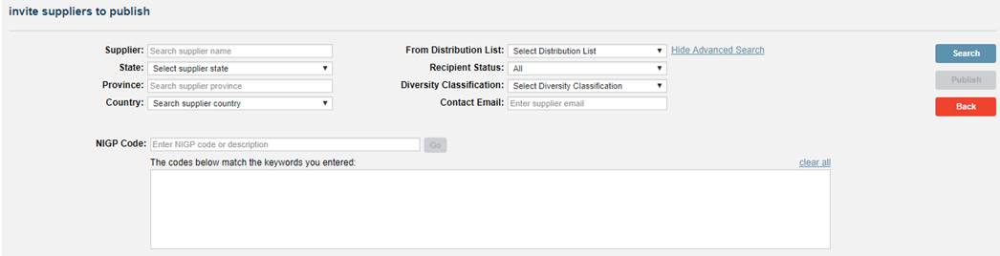 invite suppliers to publish
Supplier: Search supplier name From Distribution List: Select Distribution List Hide Advanced Search Search
State: Select supplier state Recipient Status: All
Province: Search supplier province Diversity Classification: Select Diversity Classification Publish
Country: Search supplier country Contact Email: Enter supplier email Back
NIGP Code: Enter NIGP code or description Go
The codes below match the keywords you entered: clear all